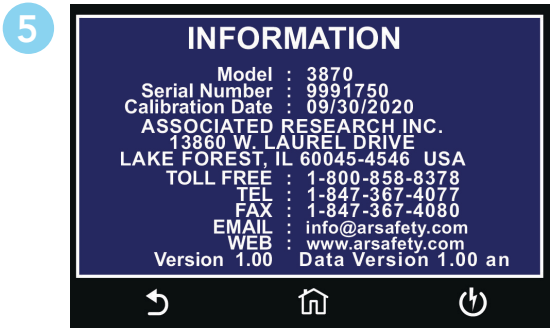 5
INFORMATION
Model : 3870
Serial Number : 9991750
Calibration Date : 09/30/2020
ASSOCIATED RESEARCH INC.
13860 W. LAUREL DRIVE
LAKE FOREST, IL 60045-4546 USA
TOLL FREE : 1-800-858-8378
TEL : 1-847-367-4077
FAX : 1-847-367-4080
EMAIL : info@arsafety.com
WEB : www.arsafety.com
Version 1.00 Data Version 1.00 an